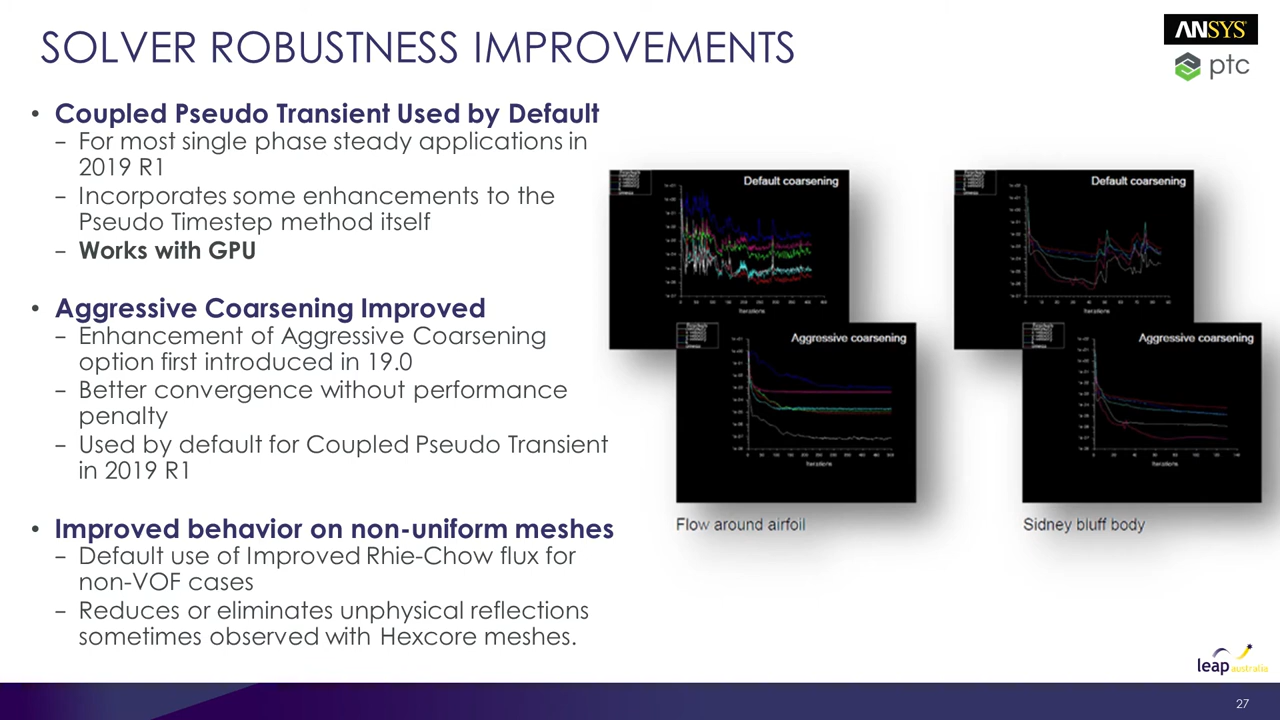 SOLVER ROBUSTNESS IMPROVEMENTS
ANSYS
ptc
• Coupled Pseudo Transient Used by Default
– For most single phase steady applications in
2019 R1
– Incorporates some enhancements to the
Pseudo Timestep method itself
– Works with GPU
• Aggressive Coarsening Improved
– Enhancement of Aggressive Coarsening
option first introduced in 19.0
– Better convergence without performance
penalty
– Used by default for Coupled Pseudo Transient
in 2019 R1
• Improved behavior on non-uniform meshes
– Default use of Improved Rhie-Chow flux for
non-VOF cases
– Reduces or eliminates unphysical reflections
sometimes observed with Hexcore meshes.
Default coarsening
Iterations
Aggressive coarsening
Iterations
Flow around airfoil
Default coarsening
Iterations
Aggressive coarsening
Iterations
Sidney bluff body
leap australia
27